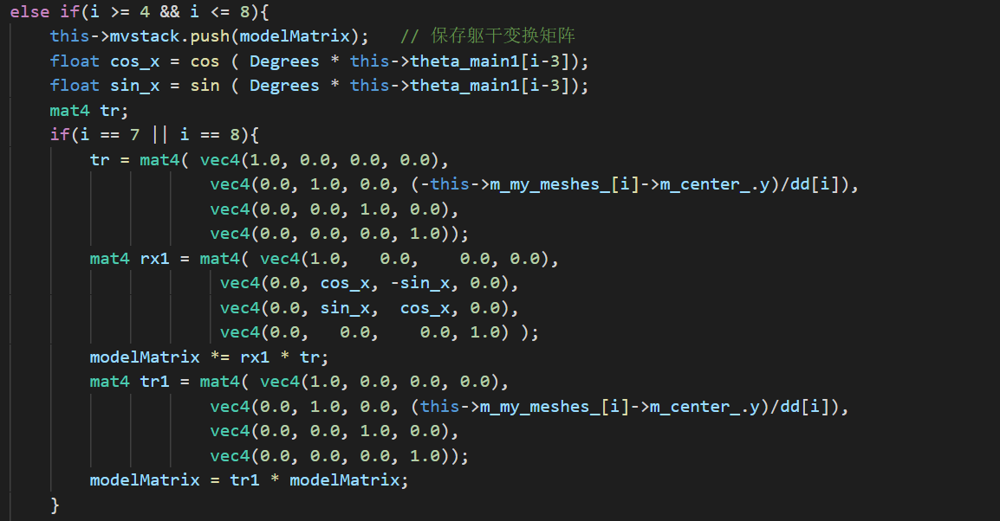 else if(i >= 4 && i <= 8){
    this->mvstack.push(modelMatrix);   // 保存躯干变换矩阵
    float cos_x = cos ( Degrees * this->theta_main1[i-3]);
    float sin_x = sin ( Degrees * this->theta_main1[i-3]);
    mat4 tr;
    if(i == 7 || i == 8){
        tr = mat4( vec4(1.0, 0.0, 0.0, 0.0),
                    vec4(0.0, 1.0, 0.0, (-this->m_my_meshes_[i]->m_center_.y)/dd[i]),
                    vec4(0.0, 0.0, 1.0, 0.0),
                    vec4(0.0, 0.0, 0.0, 1.0));
        mat4 rx1 = mat4( vec4(1.0,   0.0,    0.0, 0.0),
                     vec4(0.0, cos_x, -sin_x, 0.0),
                     vec4(0.0, sin_x,  cos_x, 0.0),
                     vec4(0.0,   0.0,    0.0, 1.0) );
        modelMatrix *= rx1 * tr;
        mat4 tr1 = mat4( vec4(1.0, 0.0, 0.0, 0.0),
                    vec4(0.0, 1.0, 0.0, (this->m_my_meshes_[i]->m_center_.y)/dd[i]),
                    vec4(0.0, 0.0, 1.0, 0.0),
                    vec4(0.0, 0.0, 0.0, 1.0));
        modelMatrix = tr1 * modelMatrix;
    }